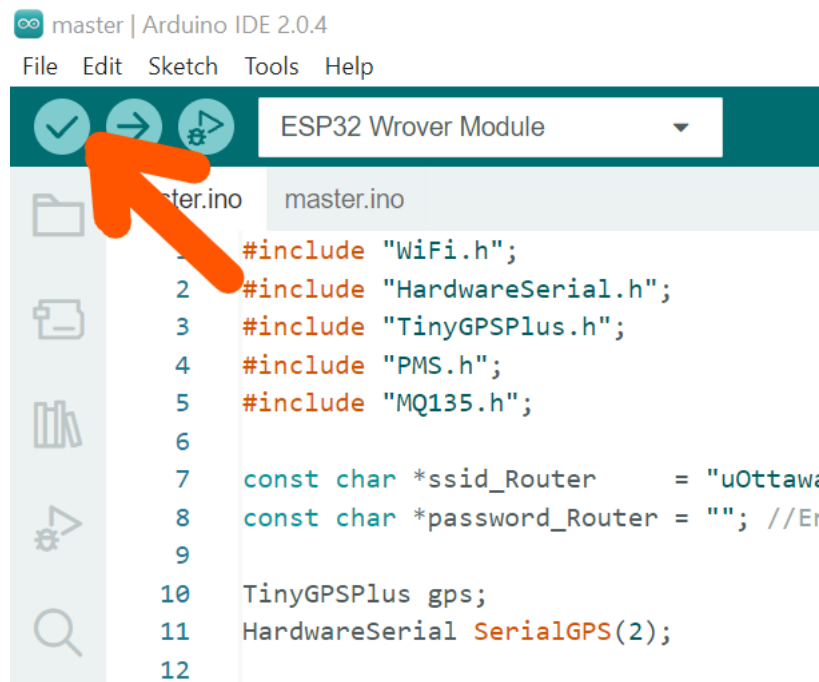 master | Arduino IDE 2.0.4
File Edit Sketch Tools Help
ESP32 Wrover Module
ster.ino master.ino
1 #include "WiFi.h";
2 #include "HardwareSerial.h";
3 #include "TinyGPSPlus.h";
4 #include "PMS.h";
5 #include "MQ135.h";
6
7 const char *ssid_Router = "uOttawa
8 const char *password_Router = ""; //En
9
10 TinyGPSPlus gps;
11 HardwareSerial SerialGPS(2);
12